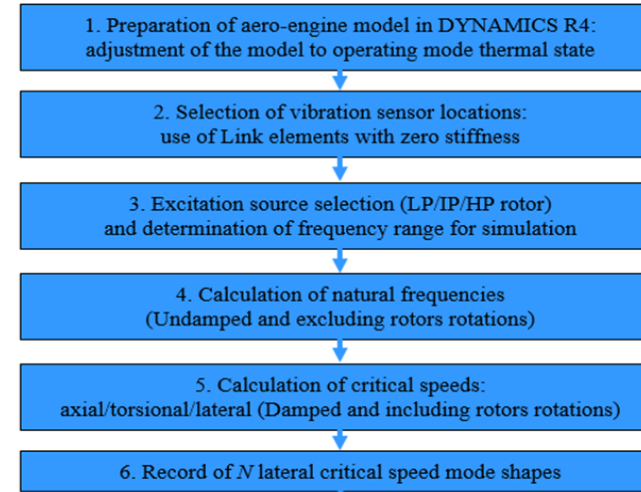 1. Preparation of aero-engine model in DYNAMICS R4:
adjustment of the model to operating mode thermal state
2. Selection of vibration sensor locations:
use of Link elements with zero stiffness
3. Excitation source selection (LP/IP/HP rotor)
and determination of frequency range for simulation
4. Calculation of natural frequencies
(Undamped and excluding rotors rotations)
5. Calculation of critical speeds:
axial/torsional/lateral (Damped and including rotors rotations)
6. Record of N lateral critical speed mode shapes